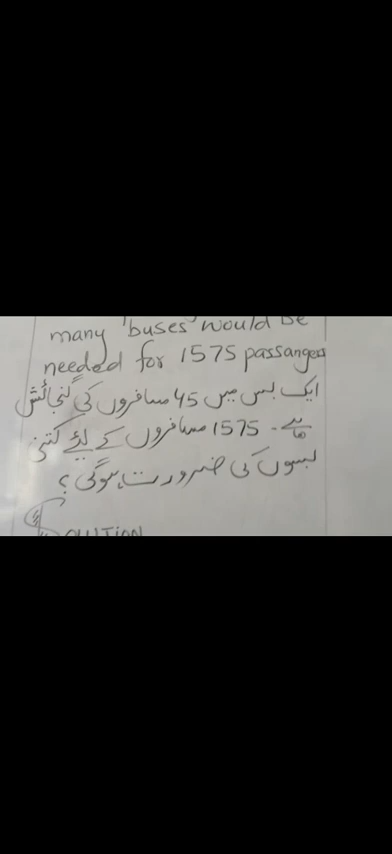 many buses would be
needed for 1575 passangers
ایک بس میں 45 مسافروں کی گنجائش
ہے۔ 1575 مسافروں کے لئے کتنی
بسوں کی ضرورت ہوگی؟
SOLUTION